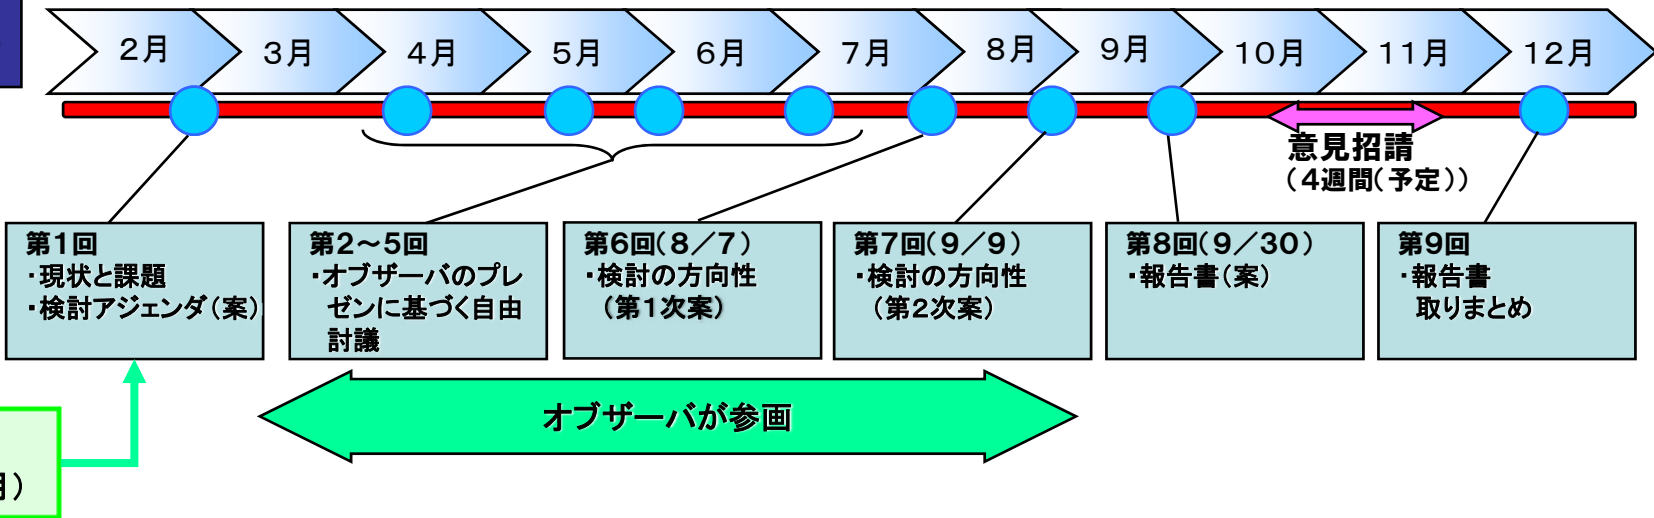 ２月
３月
４月
５月
６月
７月
８月
９月
１０月
１１月
１２月
意見招請
（４週間（予定））
第１回
・現状と課題
・検討アジェンダ（案）
第２～５回
・オブザーバのプレ
ゼンに基づく自由
討議
第６回（８／７）
・検討の方向性
（第１次案）
第７回（９／９）
・検討の方向性
（第２次案）
第８回（９／３０）
・報告書（案）
第９回
・報告書
取りまとめ
オブザーバが参画
月）